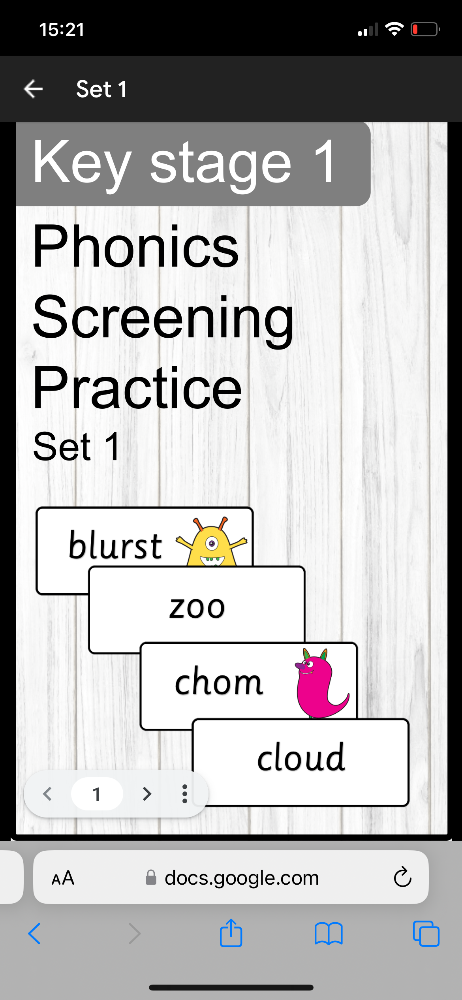 15:21
Set 1
Key stage 1
Phonics
Screening
Practice
Set 1
blurst
zoo
chom
cloud
1
AA
docs.google.com